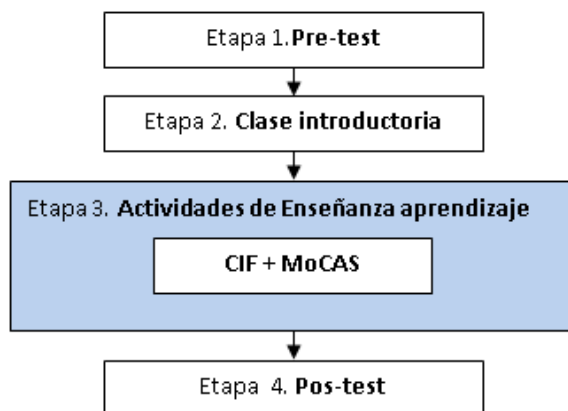 Etapa 1.Pre-test
Etapa 2. Clase introductoria
Etapa 3. Actividades de Enseñanza aprendizaje
CIF + MoCAS
Etapa 4. Pos-test